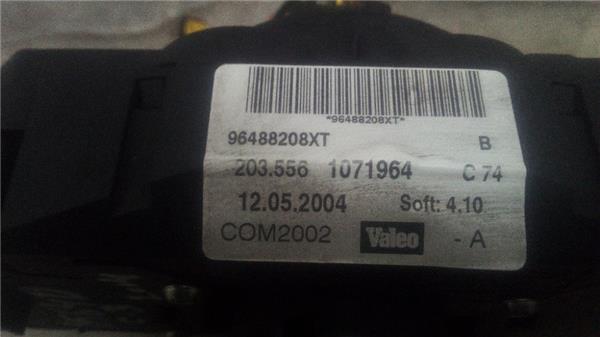 *96488208XT*
96488208XT B
203.556 1071964 C 74
12.05.2004 Soft: 4.10
COM2002 Valeo - A